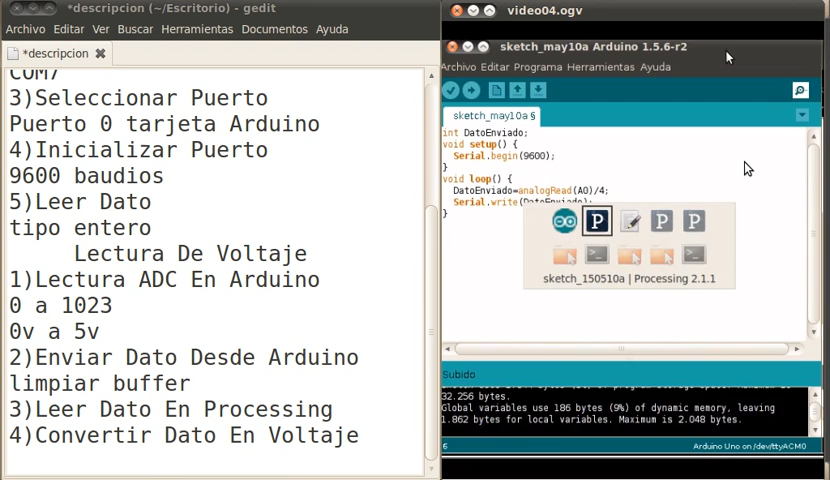 *descripcion (~/Escritorio) - gedit
Archivo Editar Ver Buscar Herramientas Documentos Ayuda
*descripcion
COM7
3)Seleccionar Puerto
Puerto 0 tarjeta Arduino
4)Inicializar Puerto
9600 baudios
5)Leer Dato
tipo entero
Lectura De Voltaje
1)Lectura ADC En Arduino
0 a 1023
0v a 5v
2)Enviar Dato Desde Arduino
limpiar buffer
3)Leer Dato En Processing
4)Convertir Dato En Voltaje
video04.ogv
sketch_may10a Arduino 1.5.6-r2
Archivo Editar Programa Herramientas Ayuda
sketch_may10a §
int DatoEnviado;
void setup() {
Serial.begin(9600);
}
void loop() {
DatoEnviado=analogRead(A0)/4;
Serial.write(DatoEnviado);
}
sketch_150510a | Processing 2.1.1
Subido
32.256 bytes.
Global variables use 186 bytes (9%) of dynamic memory, leaving
1.862 bytes for local variables. Maximum is 2.048 bytes.
6
Arduino Uno on /dev/ttyACM0